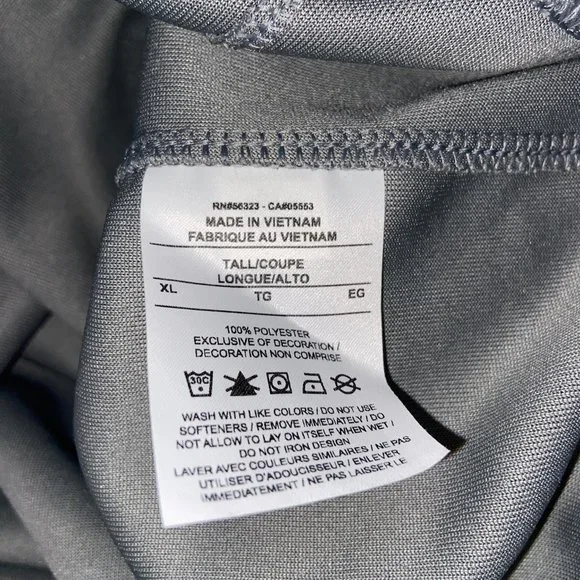 RN#56323 - CA#05553
MADE IN VIETNAM
FABRIQUE AU VIETNAM
TALL/COUPE
LONGUE/ALTO
XL TG EG
100% POLYESTER
EXCLUSIVE OF DECORATION /
DECORATION NON COMPRISE
30C
WASH WITH LIKE COLORS / DO NOT USE
SOFTENERS / REMOVE IMMEDIATELY / DO
NOT ALLOW TO LAY ON ITSELF WHEN WET /
DO NOT IRON DESIGN
LAVER AVEC COULEURS SIMILAIRES / NE PAS
UTILISER D'ADOUCISSEUR / ENLEVER
IMMEDIATEMENT / NE PAS LAISSER LE